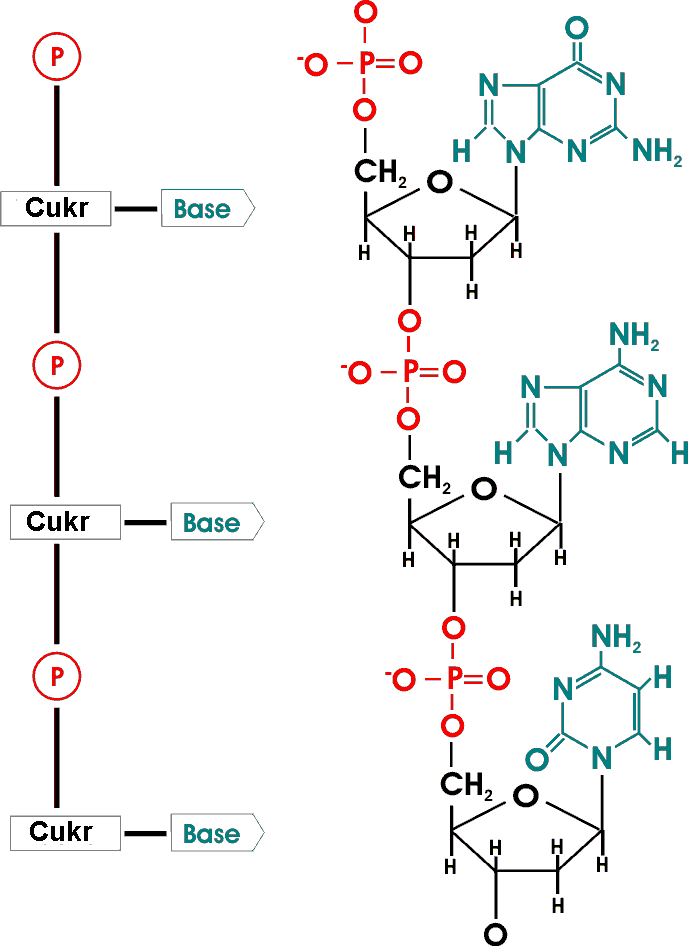 P
Cukr Base
P
Cukr Base
P
Cukr Base
O
O
⁻O P O
N N
O
H N N NH₂
CH₂ O
H H H H
H
O
NH₂
⁻O P O
N N
O
H N N H
CH₂ O
H H H H
H
O
NH₂
⁻O P O H
N
O
O N H
CH₂ O
H H H H
H
O